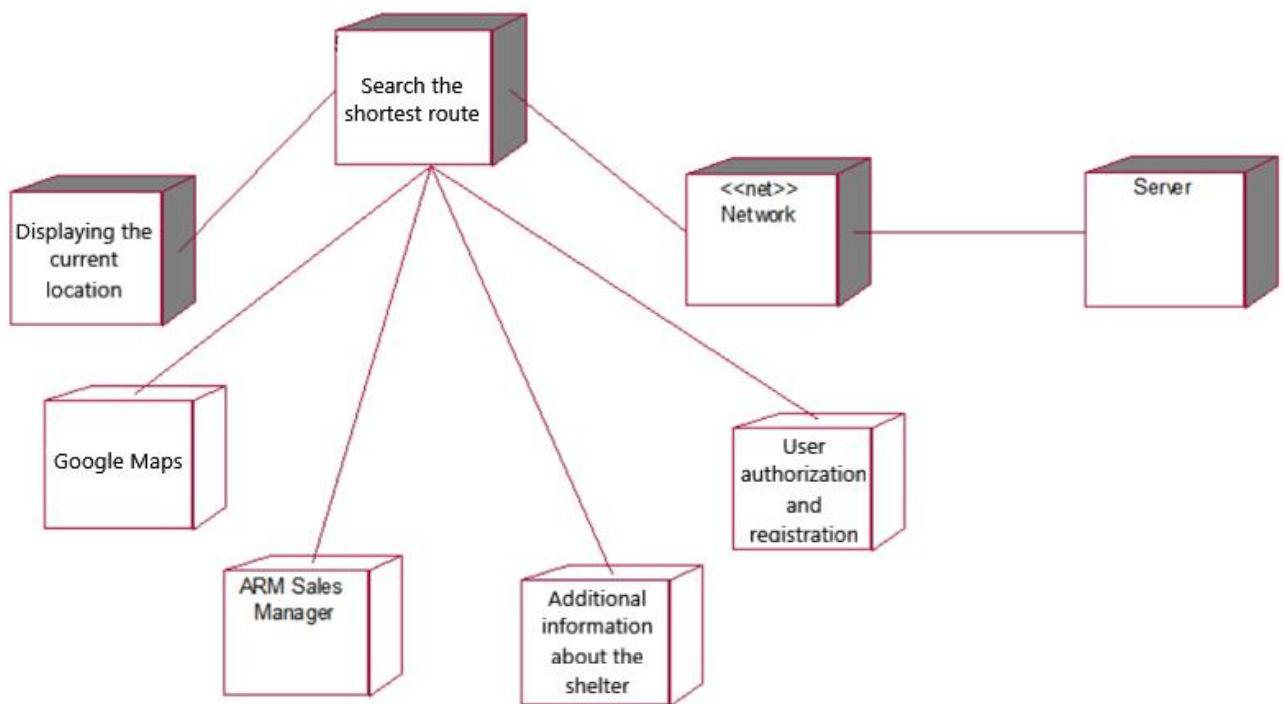 Search the
shortest route
Displaying the
current
location
<<net>>
Network
Server
Google Maps
User
authorization
and
registration
ARM Sales
Manager
Additional
information
about the
shelter